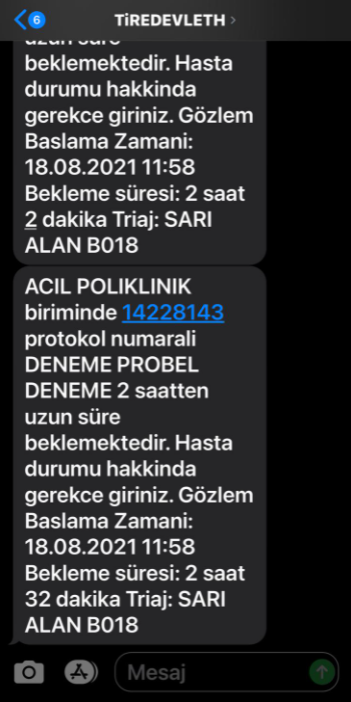 6
TiREDEVLETH
uzun süre
beklemektedir. Hasta
durumu hakkinda
gerekce giriniz. Gözlem
Baslama Zamani:
18.08.2021 11:58
Bekleme süresi: 2 saat
2 dakika Triaj: SARI
ALAN B018
ACIL POLIKLINIK
biriminde 14228143
protokol numarali
DENEME PROBEL
DENEME 2 saatten
uzun süre
beklemektedir. Hasta
durumu hakkinda
gerekce giriniz. Gözlem
Baslama Zamani:
18.08.2021 11:58
Bekleme süresi: 2 saat
32 dakika Triaj: SARI
ALAN B018
Mesaj